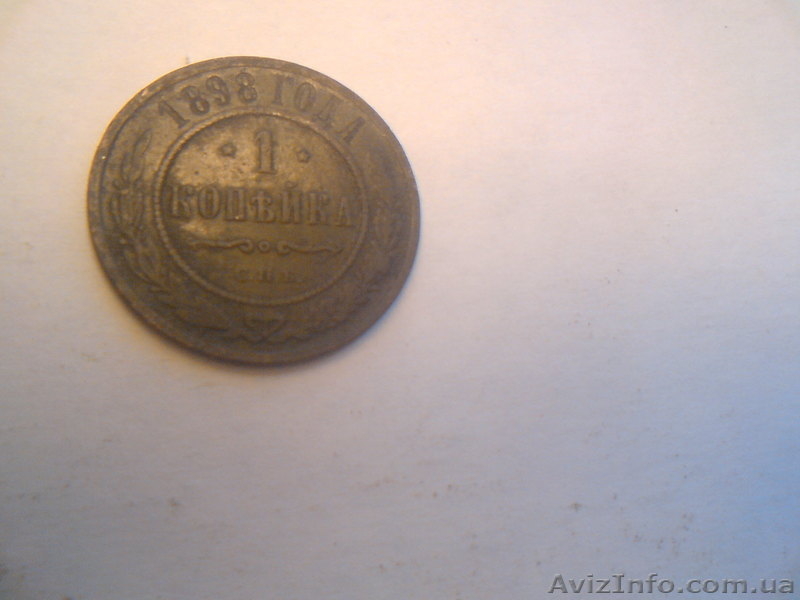 1898 ГОДА
1
КОПѢЙКА
С.П.Б.
AvizInfo.com.ua